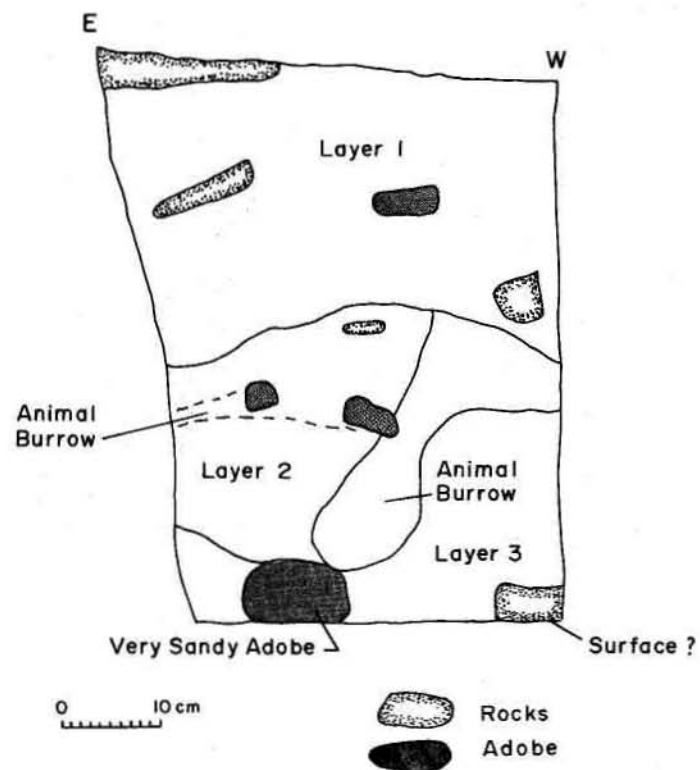 E
W
Layer 1
Animal
Burrow
Layer 2
Animal
Burrow
Layer 3
Very Sandy Adobe
Surface ?
0 10 cm
Rocks
Adobe